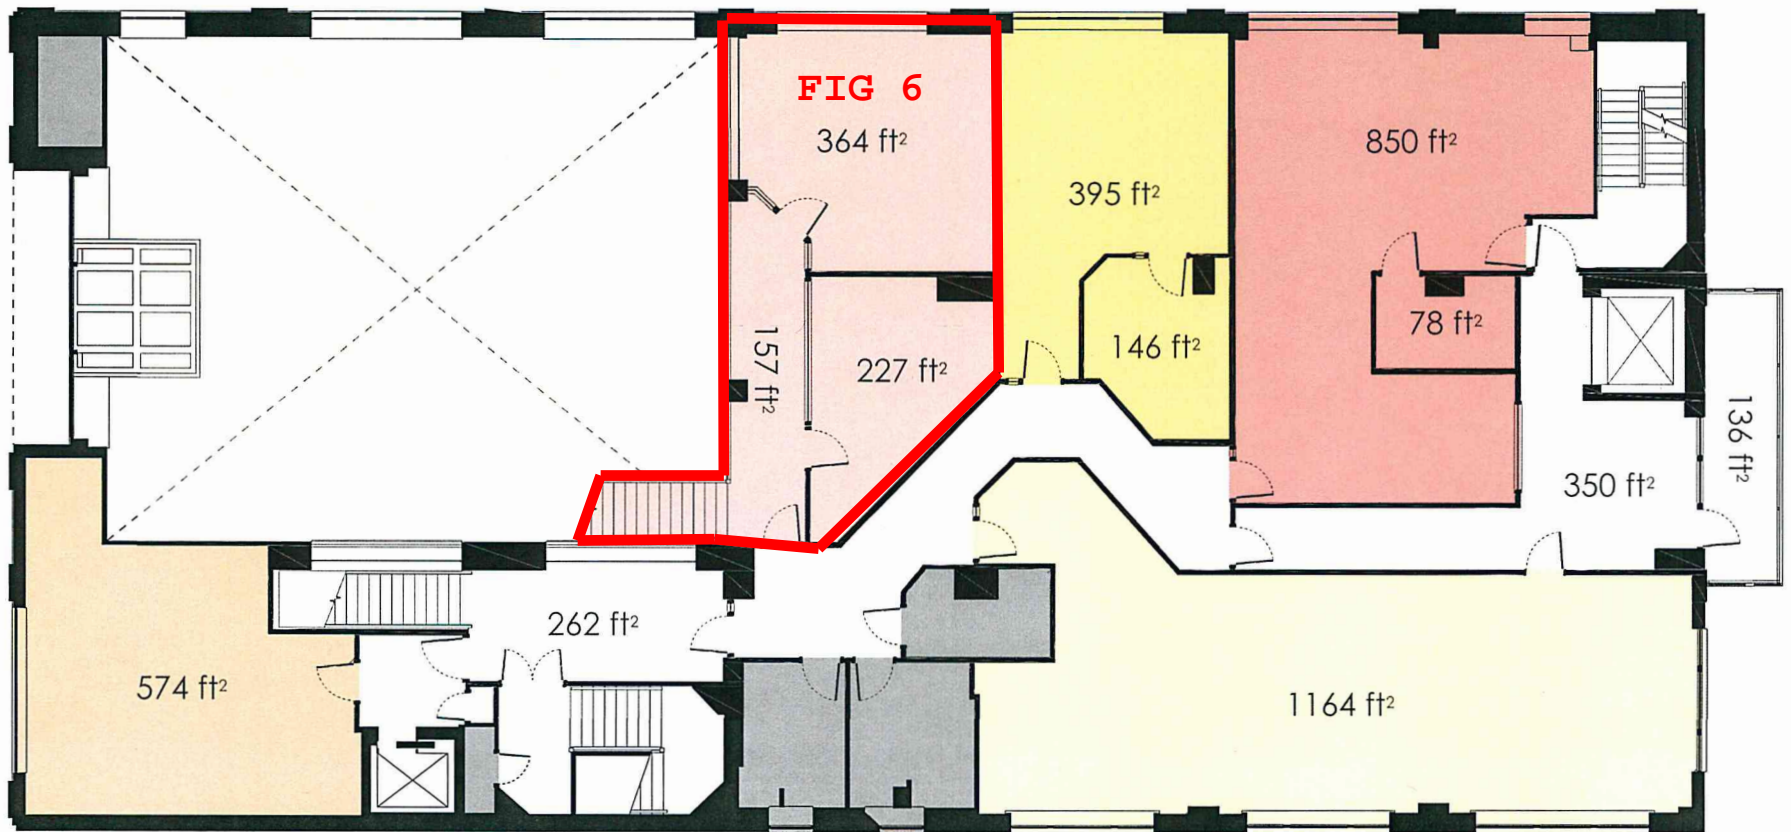 FIG 6
364 ft²
850 ft²
395 ft²
157 ft²
227 ft²
146 ft²
78 ft²
136 ft²
350 ft²
262 ft²
574 ft²
1164 ft²